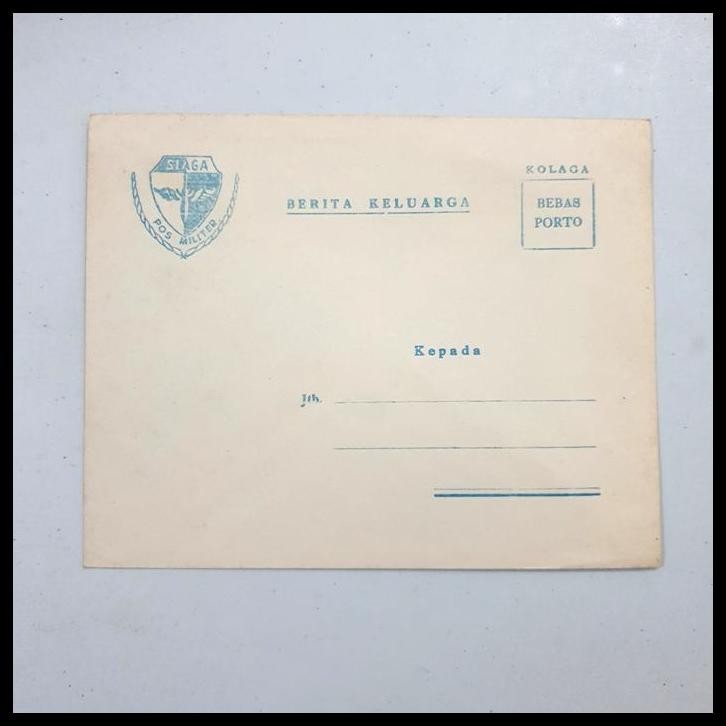 SIAGA
POS MILITER
BERITA KELUARGA
KOLAGA
BEBAS
PORTO
Kepada
Jth.